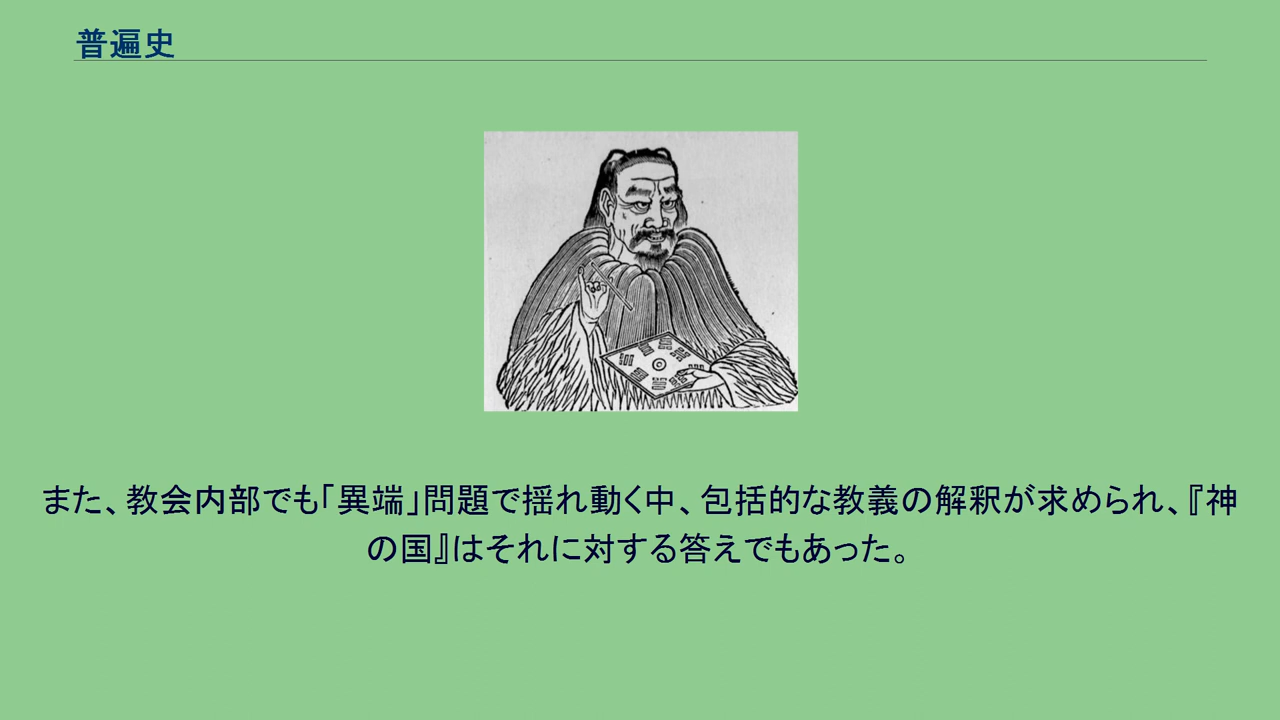 普遍史
また、教会内部でも「異端」問題で揺れ動く中、包括的な教義の解釈が求められ、『神
の国』はそれに対する答えでもあった。